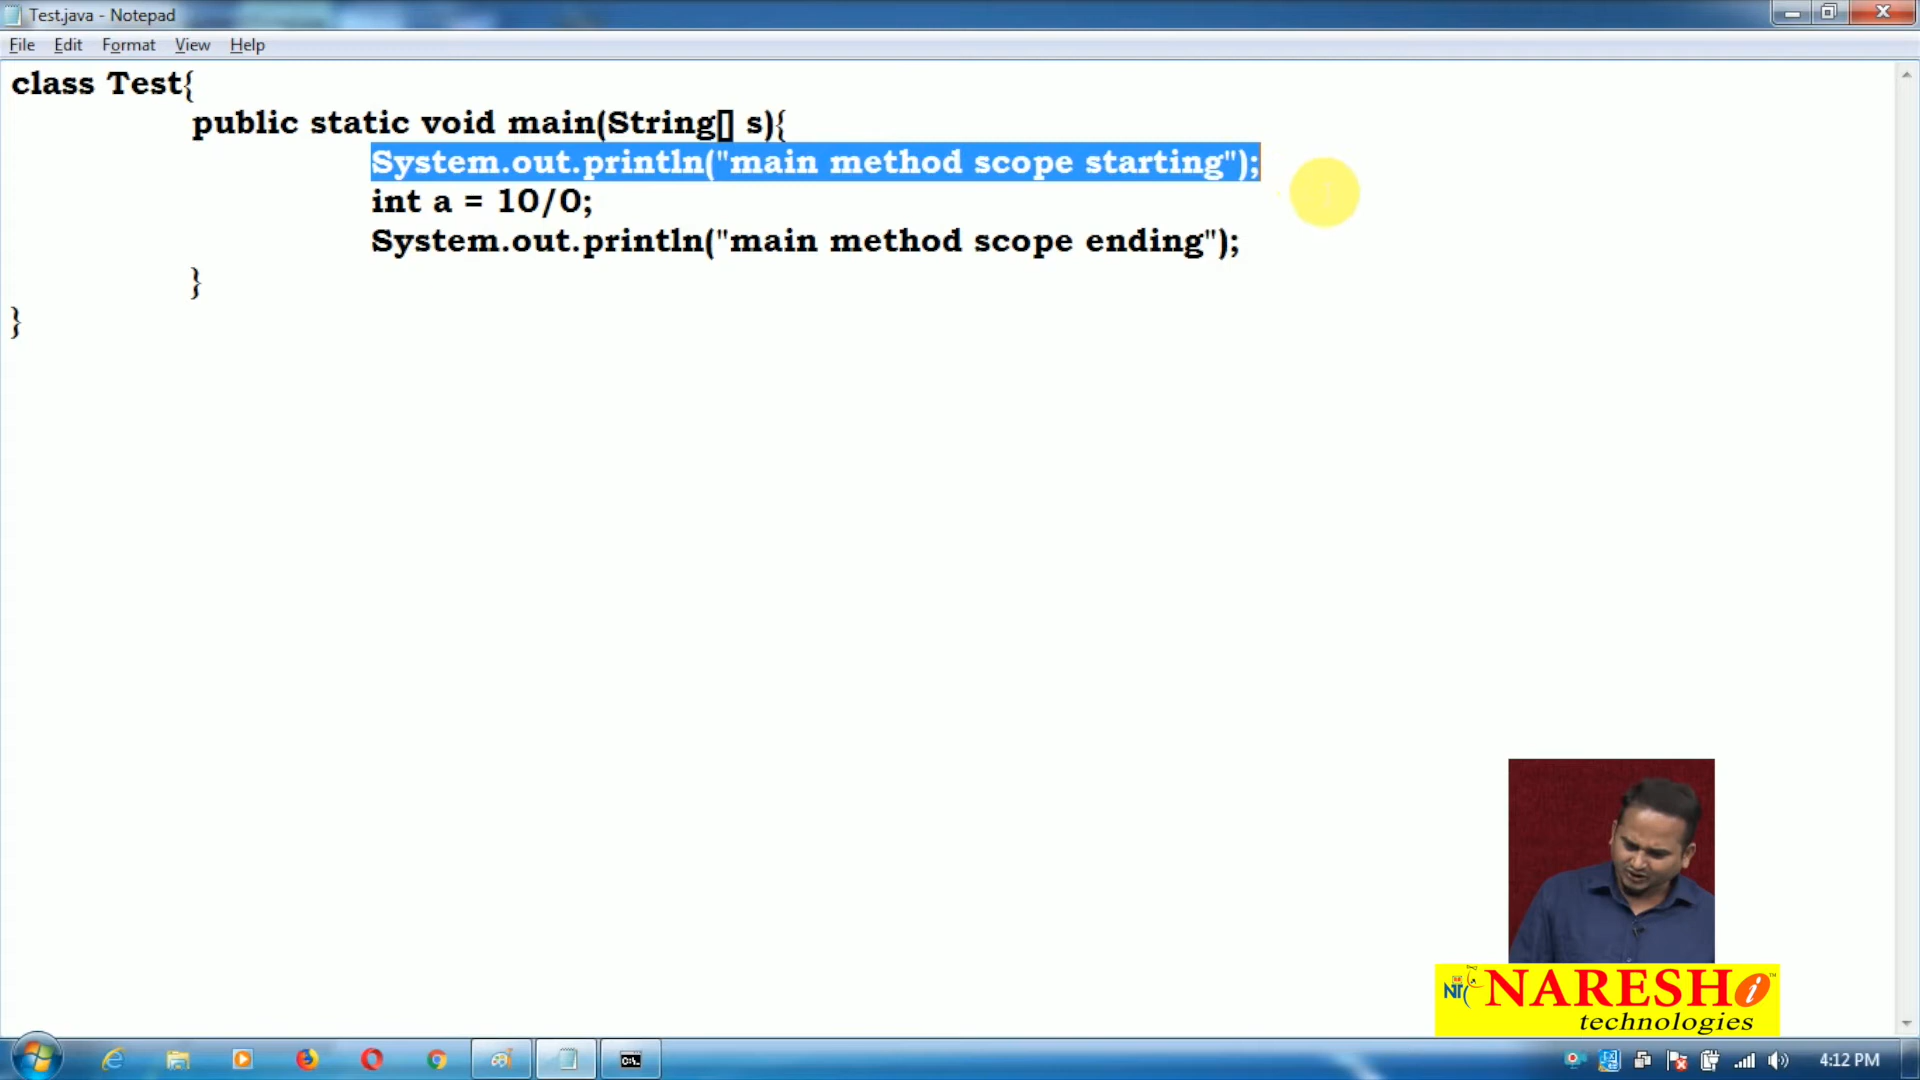 Test.java - Notepad
File Edit Format View Help
class Test{
public static void main(String[] s){
System.out.println("main method scope starting");
int a = 10/0;
System.out.println("main method scope ending");
}
}
NARESHi
technologies
4:12 PM